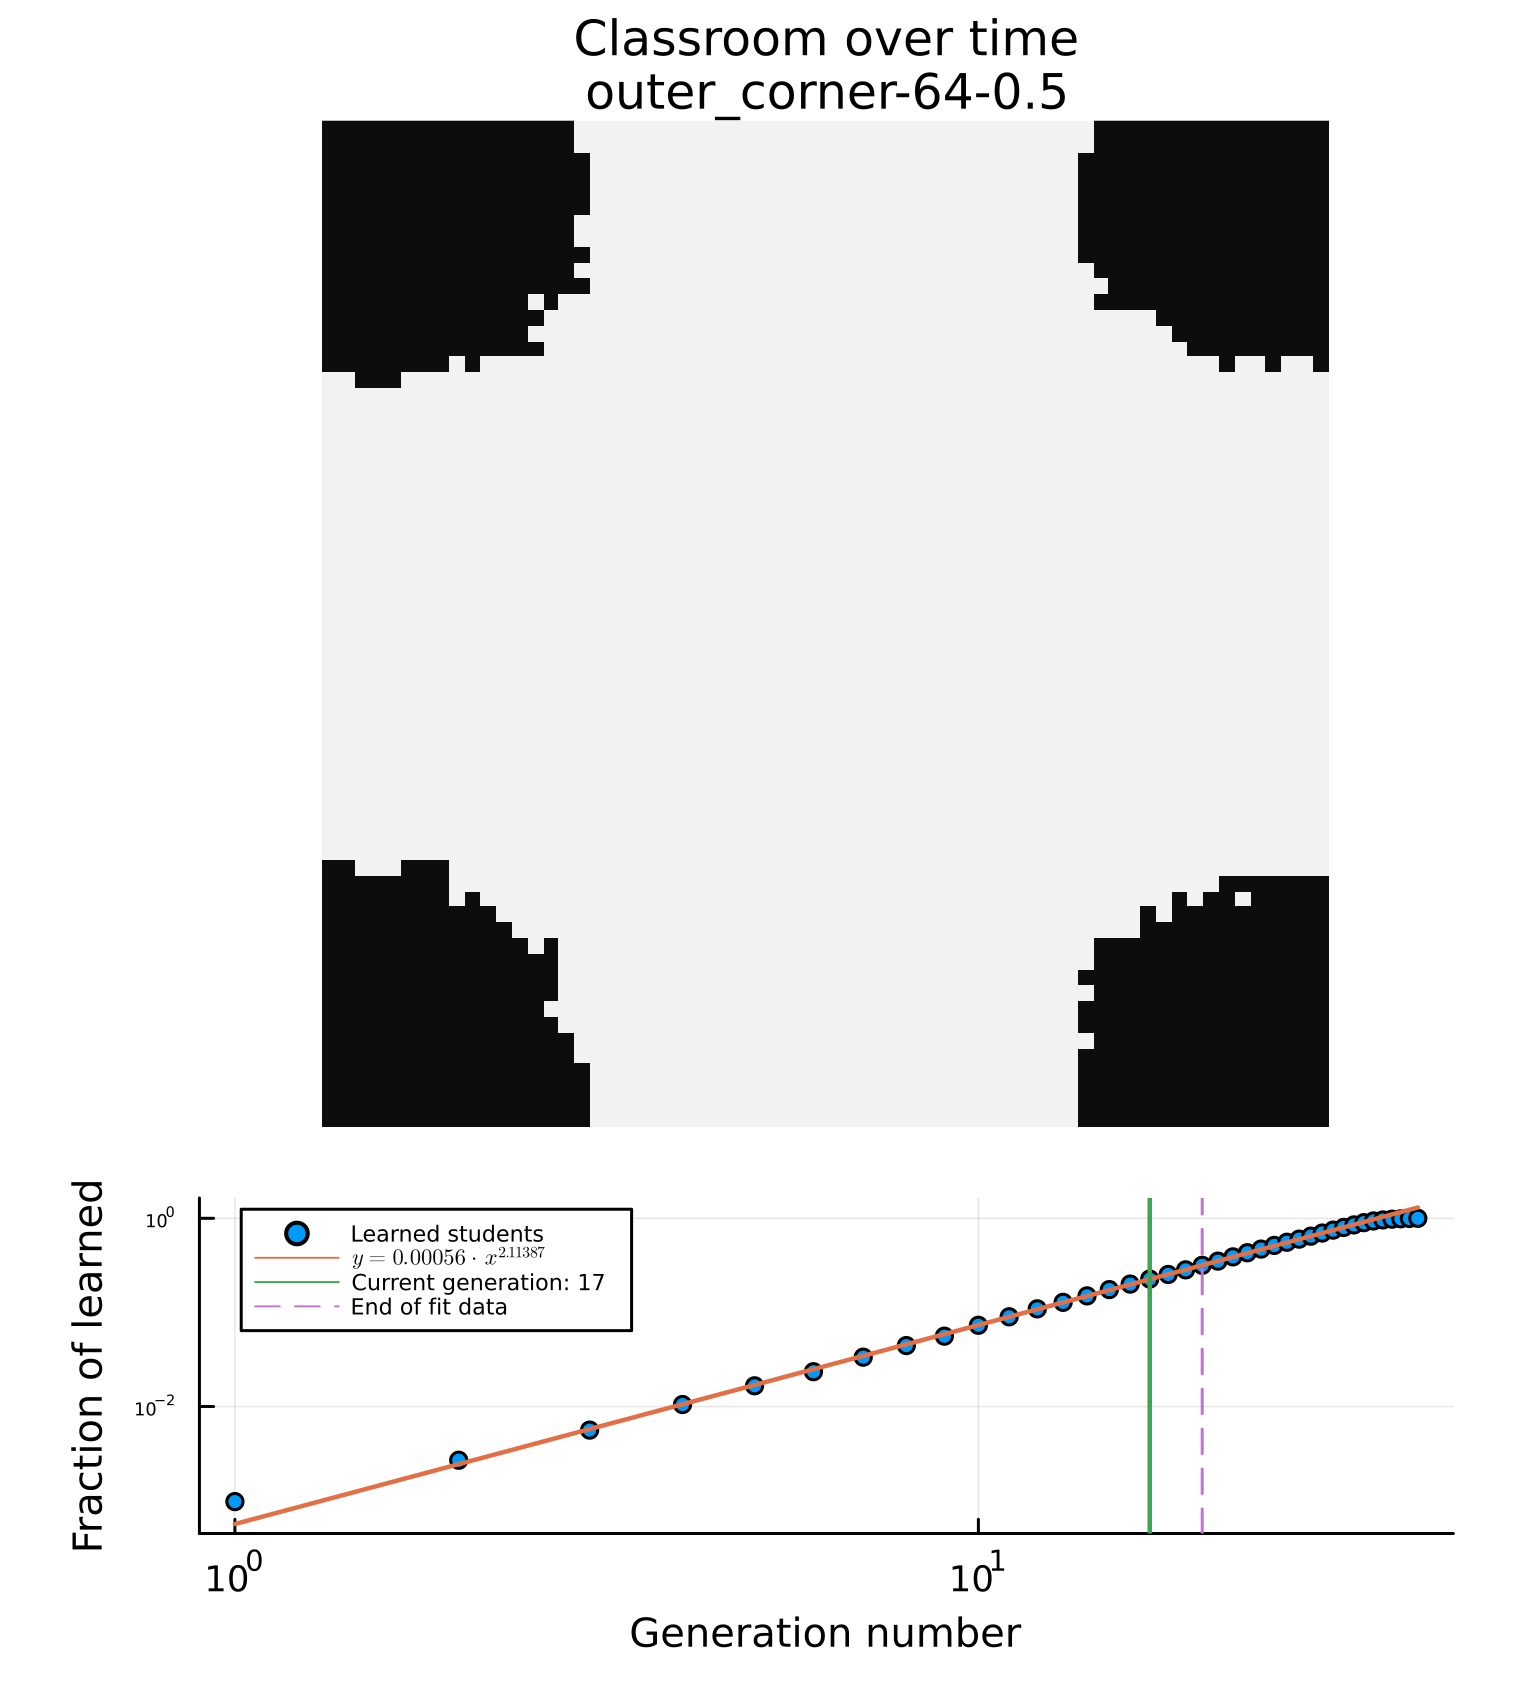 Classroom over time
outer_corner-64-0.5
Fraction of learned
10^0
10^-2
Learned students
y = 0.00056 · x^2.11387
Current generation: 17
End of fit data
10^0
10^1
Generation number